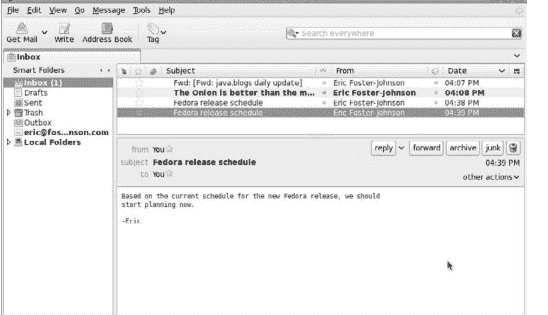 File Edit View Go Message Tools Help
Get Mail Write Address Book Tag Search everywhere
Inbox
Smart Folders Subject From Date
Inbox (1) Fwd: [Fwd: java.blogs daily update] Eric Foster-Johnson 04:07 PM
Drafts The Onion is better than the m... Eric Foster-Johnson 04:08 PM
Sent Fedora release schedule Eric Foster-Johnson 04:38 PM
Trash Fedora release schedule Eric Foster-Johnson 04:39 PM
Outbox
eric@fos...nson.com
Local Folders
from You reply forward archive junk
subject Fedora release schedule 04:39 PM
to You other actions
Based on the current schedule for the new Fedora release, we should
start planning now.
-Eric